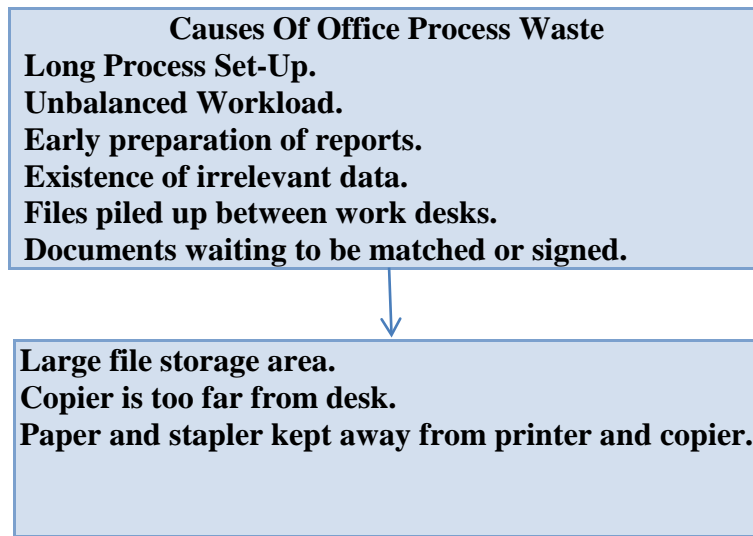 Causes Of Office Process Waste
Long Process Set-Up.
Unbalanced Workload.
Early preparation of reports.
Existence of irrelevant data.
Files piled up between work desks.
Documents waiting to be matched or signed.
Large file storage area.
Copier is too far from desk.
Paper and stapler kept away from printer and copier.